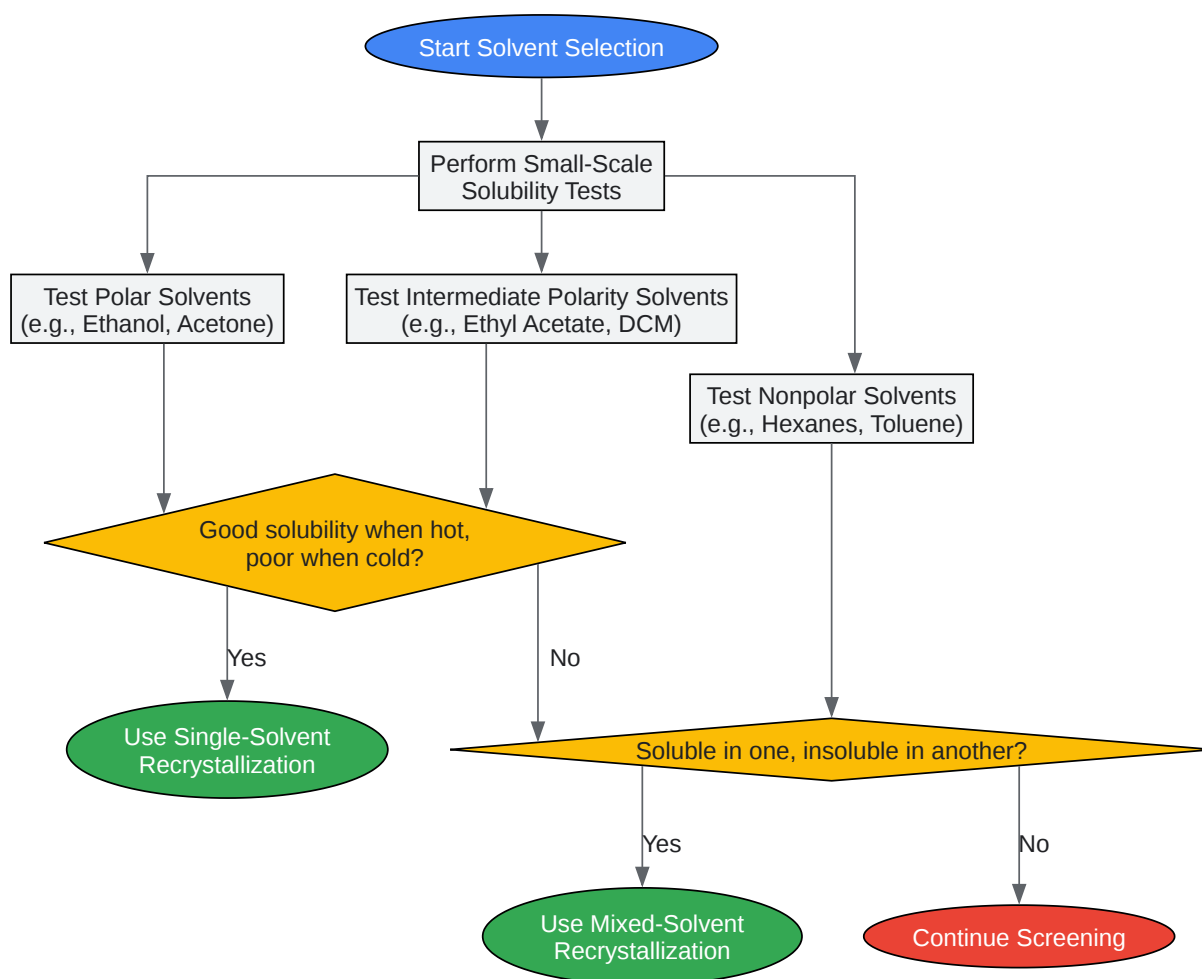 Start Solvent Selection
Perform Small-Scale
Solubility Tests
Test Polar Solvents
(e.g., Ethanol, Acetone)
Test Intermediate Polarity Solvents
(e.g., Ethyl Acetate, DCM)
Test Nonpolar Solvents
(e.g., Hexanes, Toluene)
Good solubility when hot,
poor when cold?
Yes
No
Use Single-Solvent
Recrystallization
Soluble in one, insoluble in another?
Yes
No
Use Mixed-Solvent
Recrystallization
Continue Screening